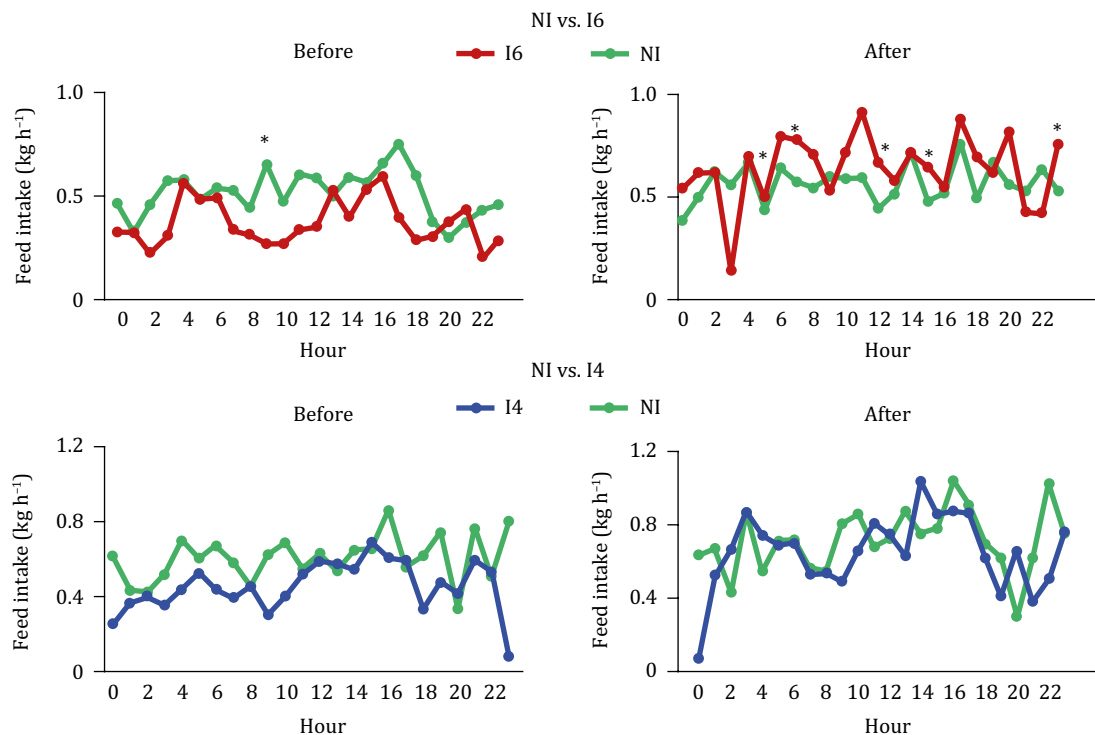 NI vs. I6
Before
I6
NI
After
Feed intake (kg h⁻¹)
1.0
0.5
0
*
0 2 4 6 8 10 12 14 16 20 22
Hour
Feed intake (kg h⁻¹)
1.0
0.5
0
* * * * *
0 2 4 6 8 10 12 14 16 18 20 22
Hour
NI vs. I4
Before
I4
NI
After
Feed intake (kg h⁻¹)
1.2
0.8
0.4
0
0 2 4 6 8 10 12 14 16 18 20 22
Hour
Feed intake (kg h⁻¹)
1.2
0.8
0.4
0
0 2 4 6 8 10 12 14 16 18 20 22
Hour